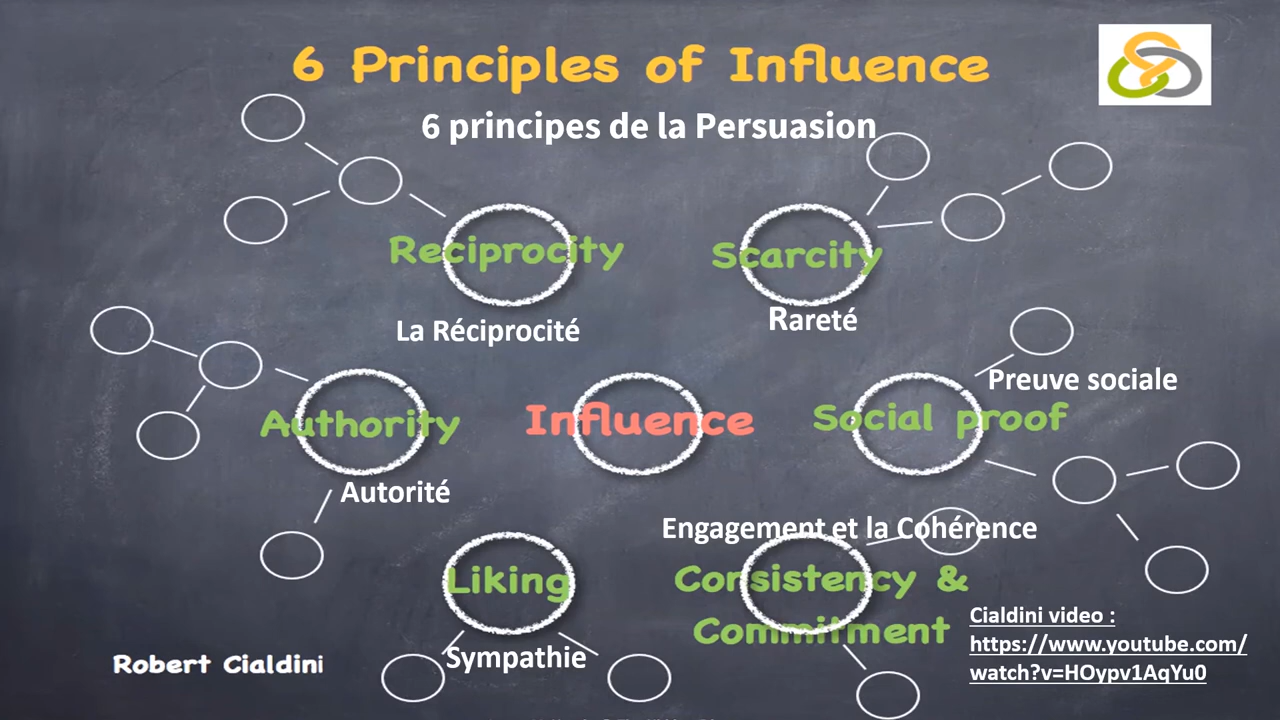 6 Principles of Influence
6 principes de la Persuasion
Reciprocity
Scarcity
La Réciprocité
Rareté
Preuve sociale
Authority
Influence
Social proof
Autorité
Engagement et la Cohérence
Liking
Consistency &
Commitment
Cialdini video :
https://www.youtube.com/
watch?v=HOypv1AqYu0
Sympathie
Robert Cialdini